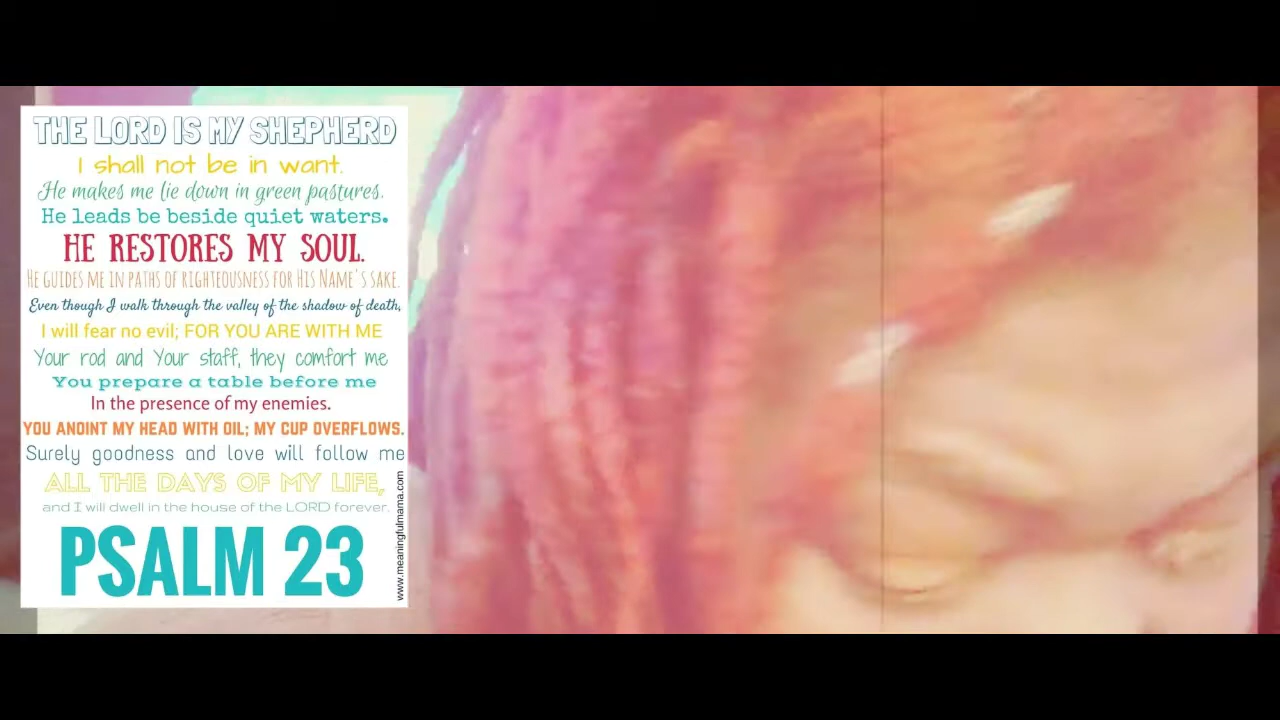 THE LORD IS MY SHEPHERD
I shall not be in want.
He makes me lie down in green pastures.
He leads be beside quiet waters.
HE RESTORES MY SOUL.
HE GUIDES ME IN PATHS OF RIGHTEOUSNESS FOR HIS NAME'S SAKE.
Even though I walk through the valley of the shadow of death,
I will fear no evil; FOR YOU ARE WITH ME
Your rod and Your staff, they comfort me
You prepare a table before me
In the presence of my enemies.
YOU ANOINT MY HEAD WITH OIL; MY CUP OVERFLOWS.
Surely goodness and love will follow me
ALL THE DAYS OF MY LIFE,
and I will dwell in the house of the LORD forever.
PSALM 23
www.meaningfulmama.com